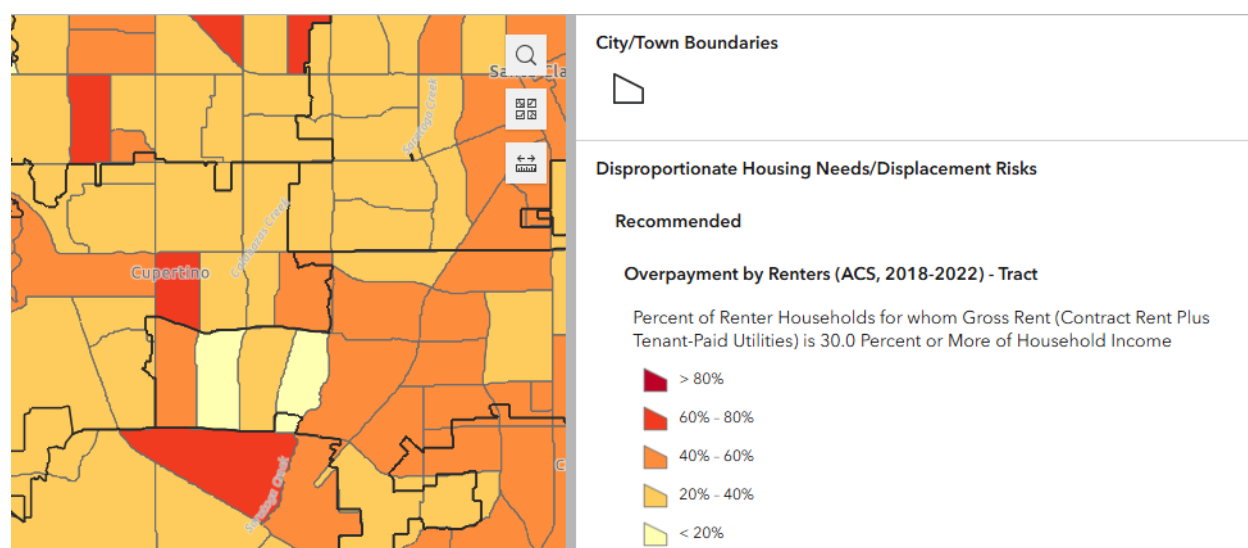 City/Town Boundaries
Sa
Cla
Saratoga Creek
Disproportionate Housing Needs/Displacement Risks
Recommended
Calabazas Creek
Cupertino
Overpayment by Renters (ACS, 2018-2022) - Tract
Percent of Renter Households for whom Gross Rent (Contract Rent Plus
Tenant-Paid Utilities) is 30.0 Percent or More of Household Income
> 80%
60% - 80%
40% - 60%
20% - 40%
< 20%
Saratoga Creek
C